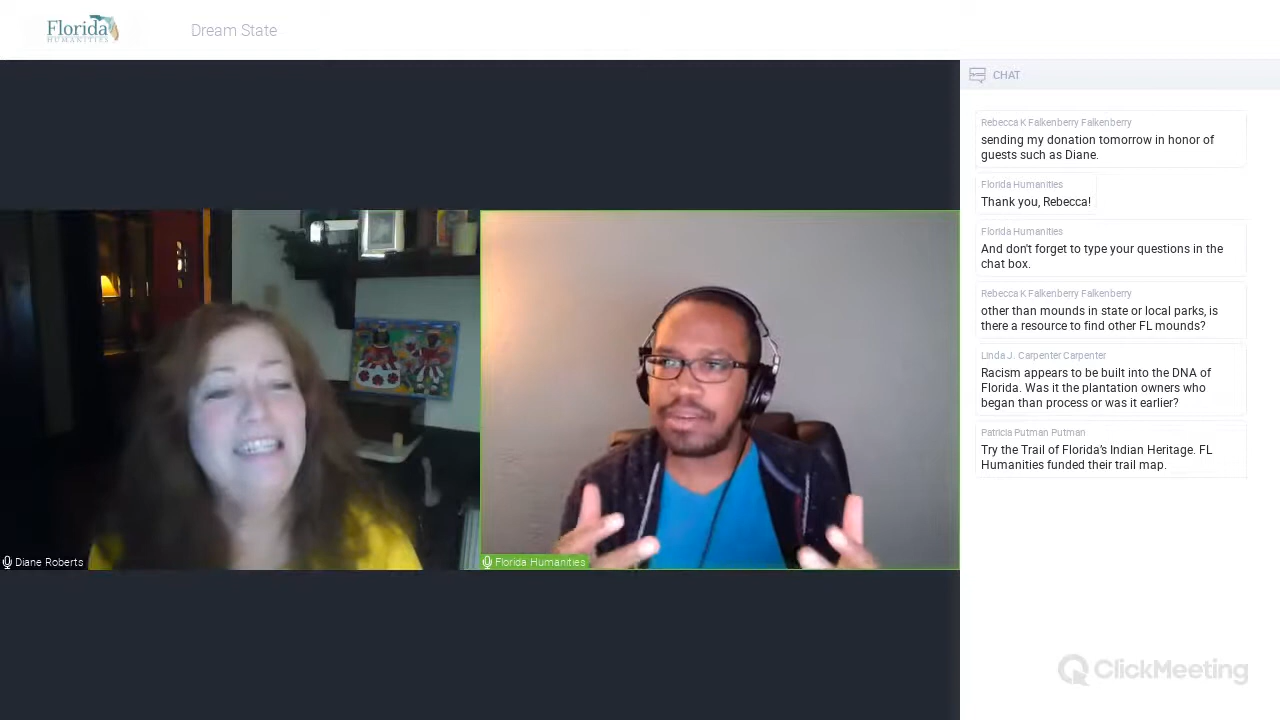 Florida
HUMANITIES
Dream State
CHAT
Rebecca K Falkenberry Falkenberry
sending my donation tomorrow in honor of
guests such as Diane.
Florida Humanities
Thank you, Rebecca!
Florida Humanities
And don't forget to type your questions in the
chat box.
Rebecca K Falkenberry Falkenberry
other than mounds in state or local parks, is
there a resource to find other FL mounds?
Linda J. Carpenter Carpenter
Racism appears to be built into the DNA of
Florida. Was it the plantation owners who
began than process or was it earlier?
Patricia Putman Putman
Try the Trail of Florida's Indian Heritage. FL
Humanities funded their trail map.
Diane Roberts
Florida Humanities
ClickMeeting